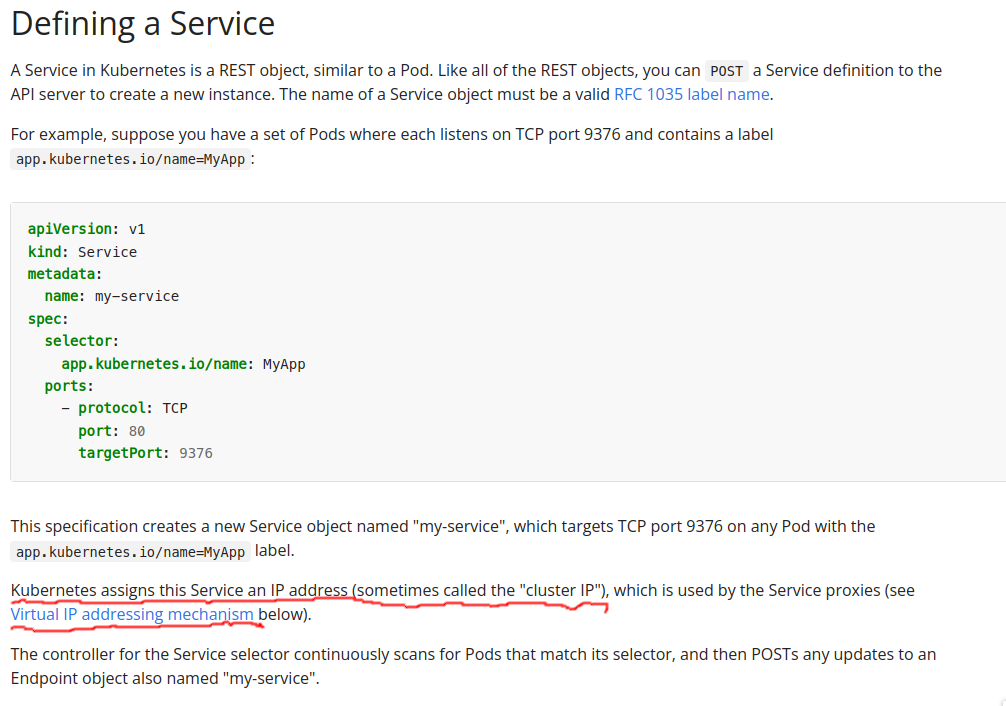 Defining a Service
A Service in Kubernetes is a REST object, similar to a Pod. Like all of the REST objects, you can POST a Service definition to the
API server to create a new instance. The name of a Service object must be a valid RFC 1035 label name.
For example, suppose you have a set of Pods where each listens on TCP port 9376 and contains a label
app.kubernetes.io/name=MyApp :
apiVersion: v1
kind: Service
metadata:
  name: my-service
spec:
  selector:
    app.kubernetes.io/name: MyApp
  ports:
    - protocol: TCP
      port: 80
      targetPort: 9376
This specification creates a new Service object named "my-service", which targets TCP port 9376 on any Pod with the
app.kubernetes.io/name=MyApp label.
Kubernetes assigns this Service an IP address (sometimes called the "cluster IP"), which is used by the Service proxies (see
Virtual IP addressing mechanism below).
The controller for the Service selector continuously scans for Pods that match its selector, and then POSTs any updates to an
Endpoint object also named "my-service".